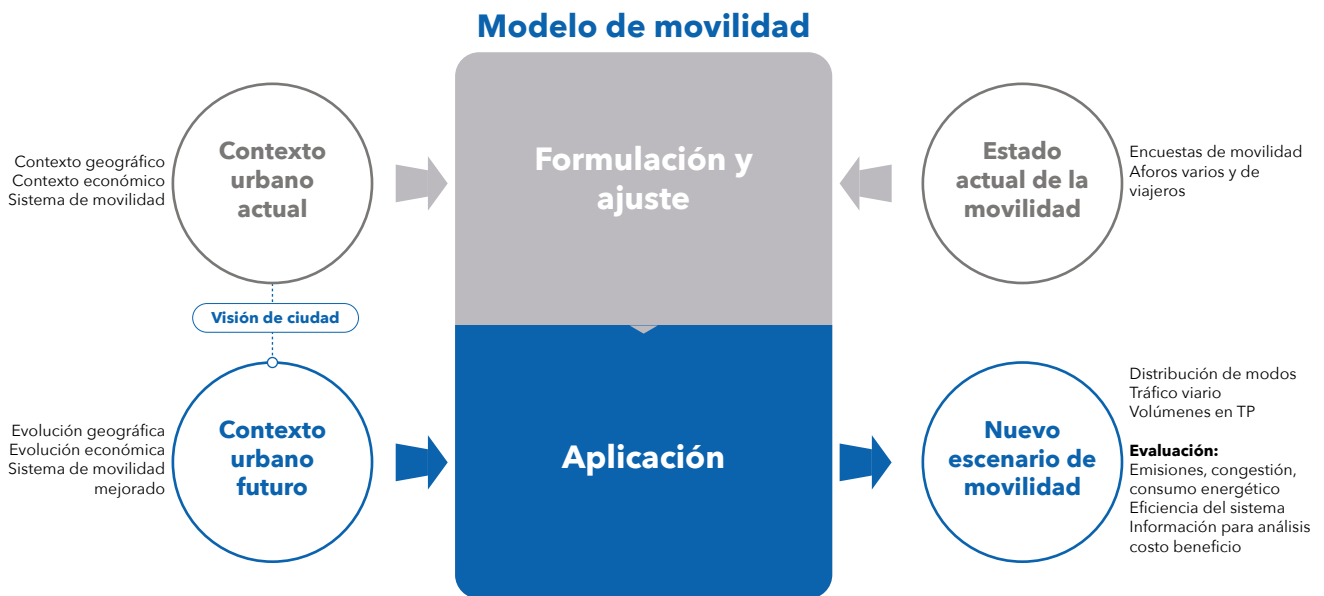 Modelo de movilidad
Contexto geográfico
Contexto económico
Sistema de movilidad
Contexto
urbano
actual
Formulación y
ajuste
Estado
actual de la
movilidad
Encuestas de movilidad
Aforos varios y de
viajeros
Visión de ciudad
Evolución geográfica
Evolución económica
Sistema de movilidad
mejorado
Contexto
urbano
futuro
Aplicación
Nuevo
escenario de
movilidad
Distribución de modos
Tráfico viario
Volúmenes en TP
Evaluación:
Emisiones, congestión,
consumo energético
Eficiencia del sistema
Información para análisis
costo beneficio